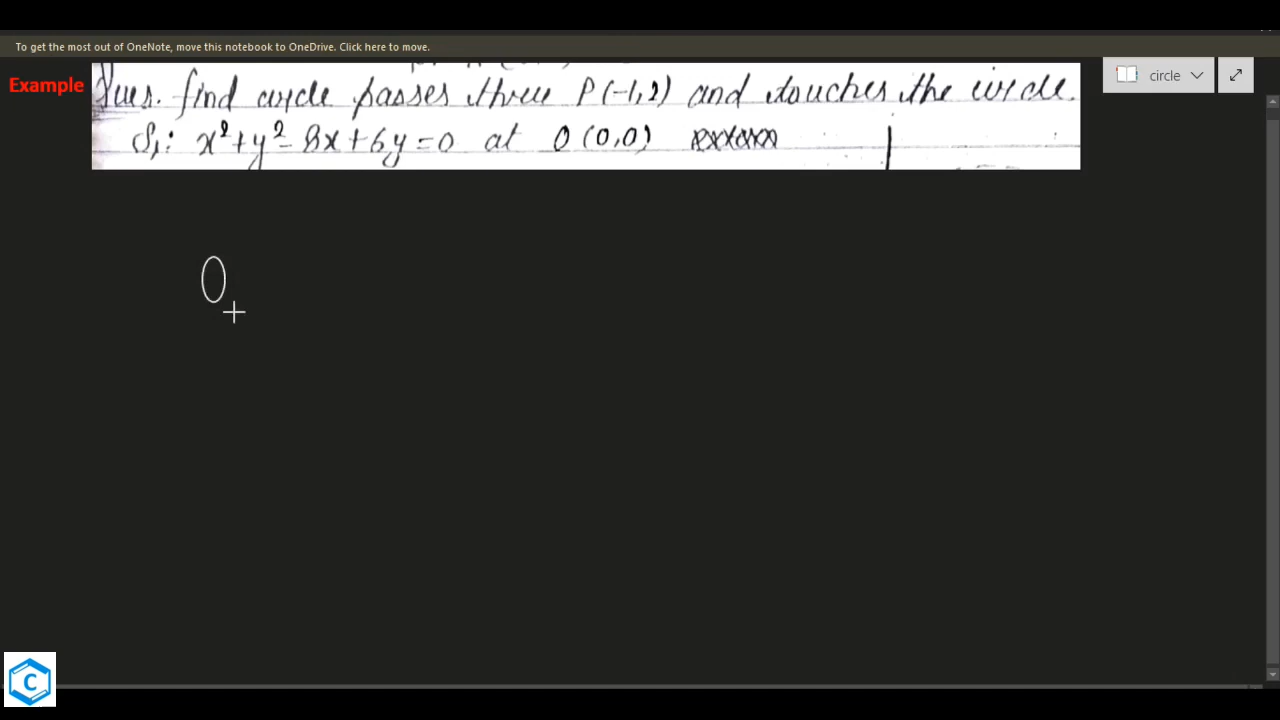 To get the most out of OneNote, move this notebook to OneDrive. Click here to move.
circle
Example
Ques. find circle passes three P(-1,2) and touches the circle.
S₁: x²+y²-8x+6y=0 at O(0,0)
O
C